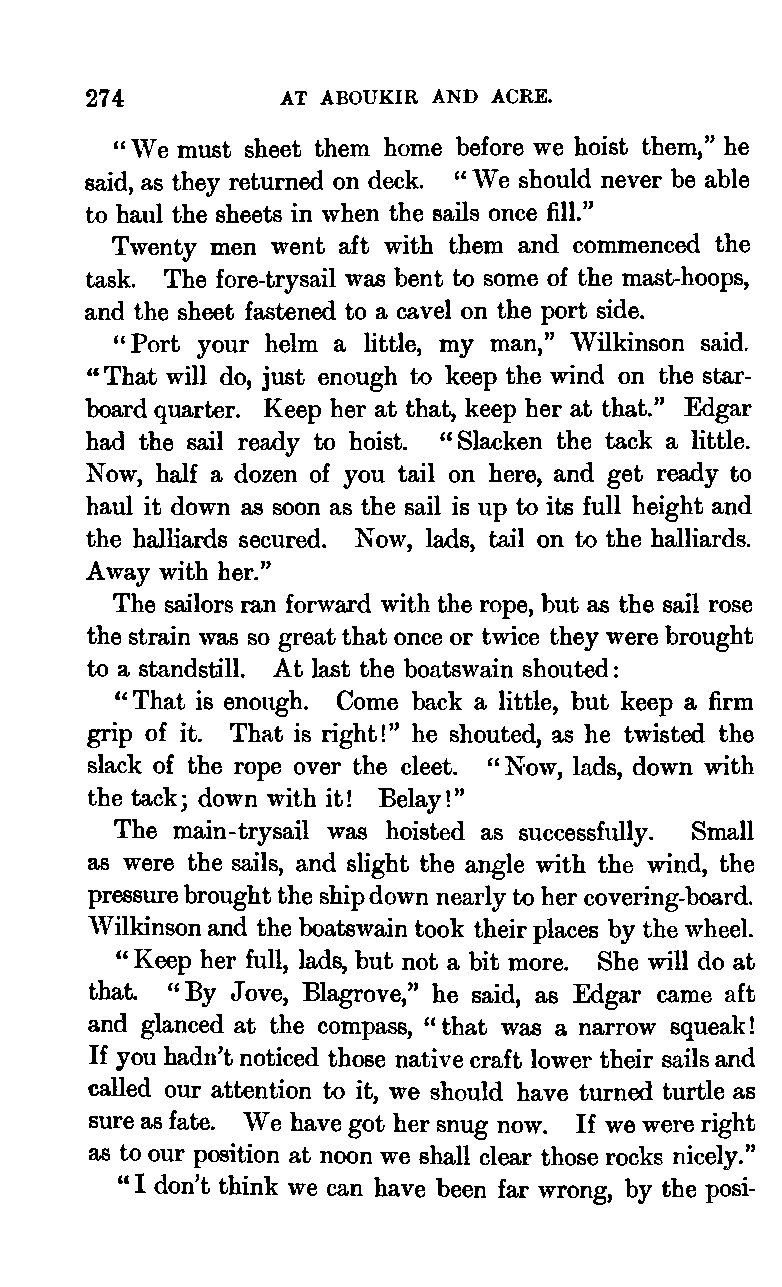 274 AT ABOUKIR AND ACRE.
“We must sheet them home before we hoist them,” he
said, as they returned on deck. “We should never be able
to haul the sheets in when the sails once fill.”
Twenty men went aft with them and commenced the
task. The fore-trysail was bent to some of the mast-hoops,
and the sheet fastened to a cavel on the port side.
“Port your helm a little, my man,” Wilkinson said.
“That will do, just enough to keep the wind on the star-
board quarter. Keep her at that, keep her at that.” Edgar
had the sail ready to hoist. “Slacken the tack a little.
Now, half a dozen of you tail on here, and get ready to
haul it down as soon as the sail is up to its full height and
the halliards secured. Now, lads, tail on to the halliards.
Away with her.”
The sailors ran forward with the rope, but as the sail rose
the strain was so great that once or twice they were brought
to a standstill. At last the boatswain shouted:
“That is enough. Come back a little, but keep a firm
grip of it. That is right!” he shouted, as he twisted the
slack of the rope over the cleet. “Now, lads, down with
the tack; down with it! Belay!”
The main-trysail was hoisted as successfully. Small
as were the sails, and slight the angle with the wind, the
pressure brought the ship down nearly to her covering-board.
Wilkinson and the boatswain took their places by the wheel.
“Keep her full, lads, but not a bit more. She will do at
that. “By Jove, Blagrove,” he said, as Edgar came aft
and glanced at the compass, “that was a narrow squeak!
If you hadn't noticed those native craft lower their sails and
called our attention to it, we should have turned turtle as
sure as fate. We have got her snug now. If we were right
as to our position at noon we shall clear those rocks nicely.”
“I don't think we can have been far wrong, by the posi-